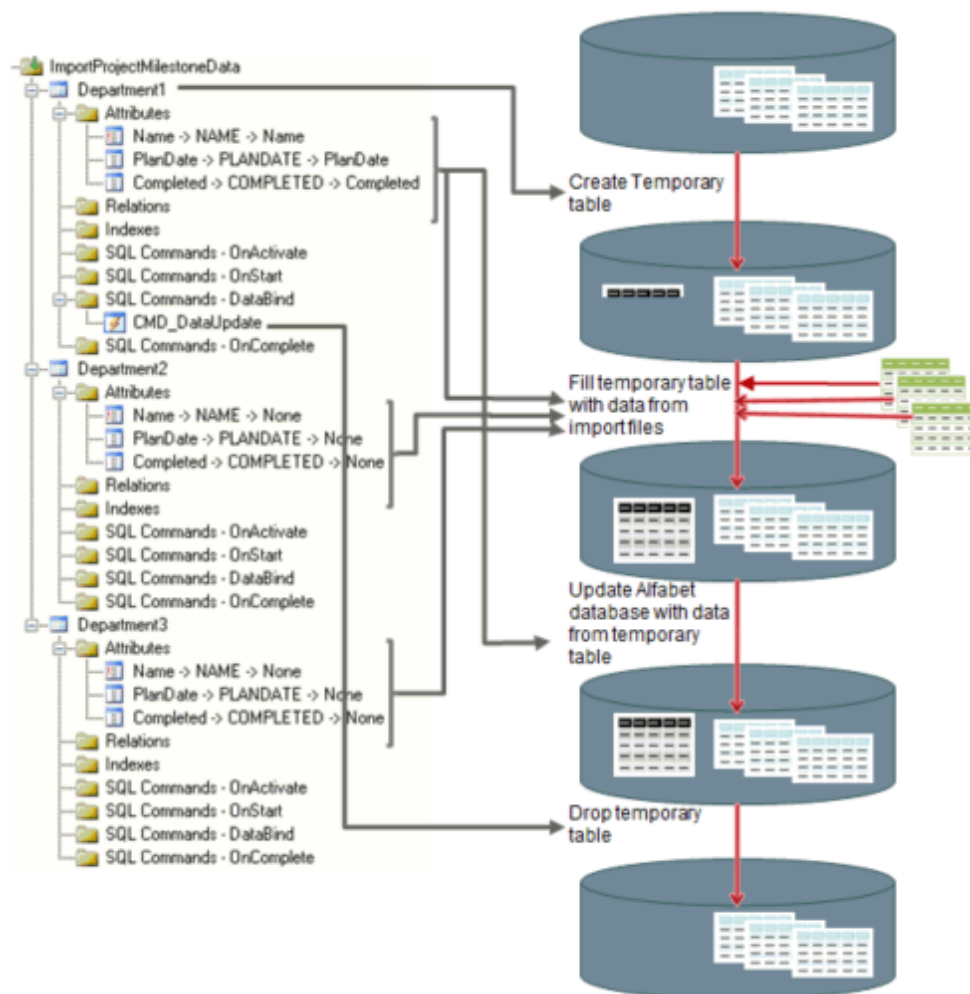 ImportProjectMilestoneData
Department1
Attributes
Name -> NAME -> Name
PlanDate -> PLANDATE -> PlanDate
Completed -> COMPLETED -> Completed
Relations
Indexes
SQL Commands - OnActivate
SQL Commands - OnStart
SQL Commands - DataBind
CMD_DataUpdate
SQL Commands - OnComplete
Department2
Attributes
Name -> NAME -> None
PlanDate -> PLANDATE -> None
Completed -> COMPLETED -> None
Relations
Indexes
SQL Commands - OnActivate
SQL Commands - OnStart
SQL Commands - DataBind
SQL Commands - OnComplete
Department3
Attributes
Name -> NAME -> None
PlanDate -> PLANDATE -> None
Completed -> COMPLETED -> None
Relations
Indexes
SQL Commands - OnActivate
SQL Commands - OnStart
SQL Commands - DataBind
SQL Commands - OnComplete
Create Temporary
table
Fill temporary table
with data from
import files
Update Alfabet
database with data
from temporary
table
Drop temporary
table